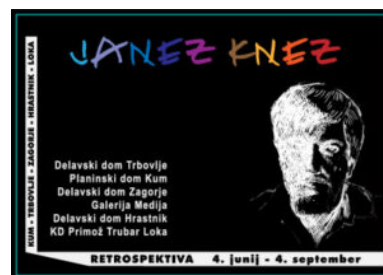 JANEZ KNEZ
KUM - TRBOVLJE - ZAGORJE - HRASTNIK - LOKA
Delavski dom Trbovlje
Planinski dom Kum
Delavski dom Zagorje
Galerija Medija
Delavski dom Hrastnik
KD Primož Trubar Loka
RETROSPEKTIVA 4. junij - 4. september